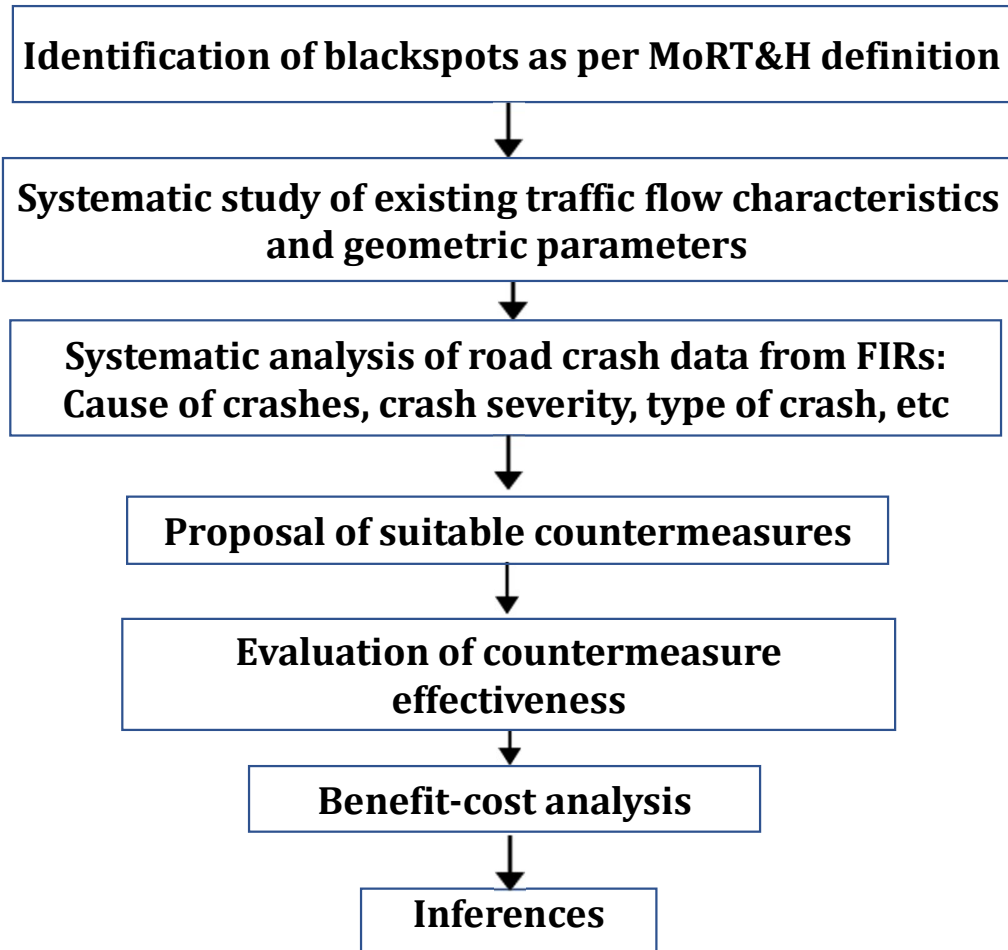 Identification of blackspots as per MoRT&H definition
Systematic study of existing traffic flow characteristics
and geometric parameters
Systematic analysis of road crash data from FIRs:
Cause of crashes, crash severity, type of crash, etc
Proposal of suitable countermeasures
Evaluation of countermeasure
effectiveness
Benefit-cost analysis
Inferences